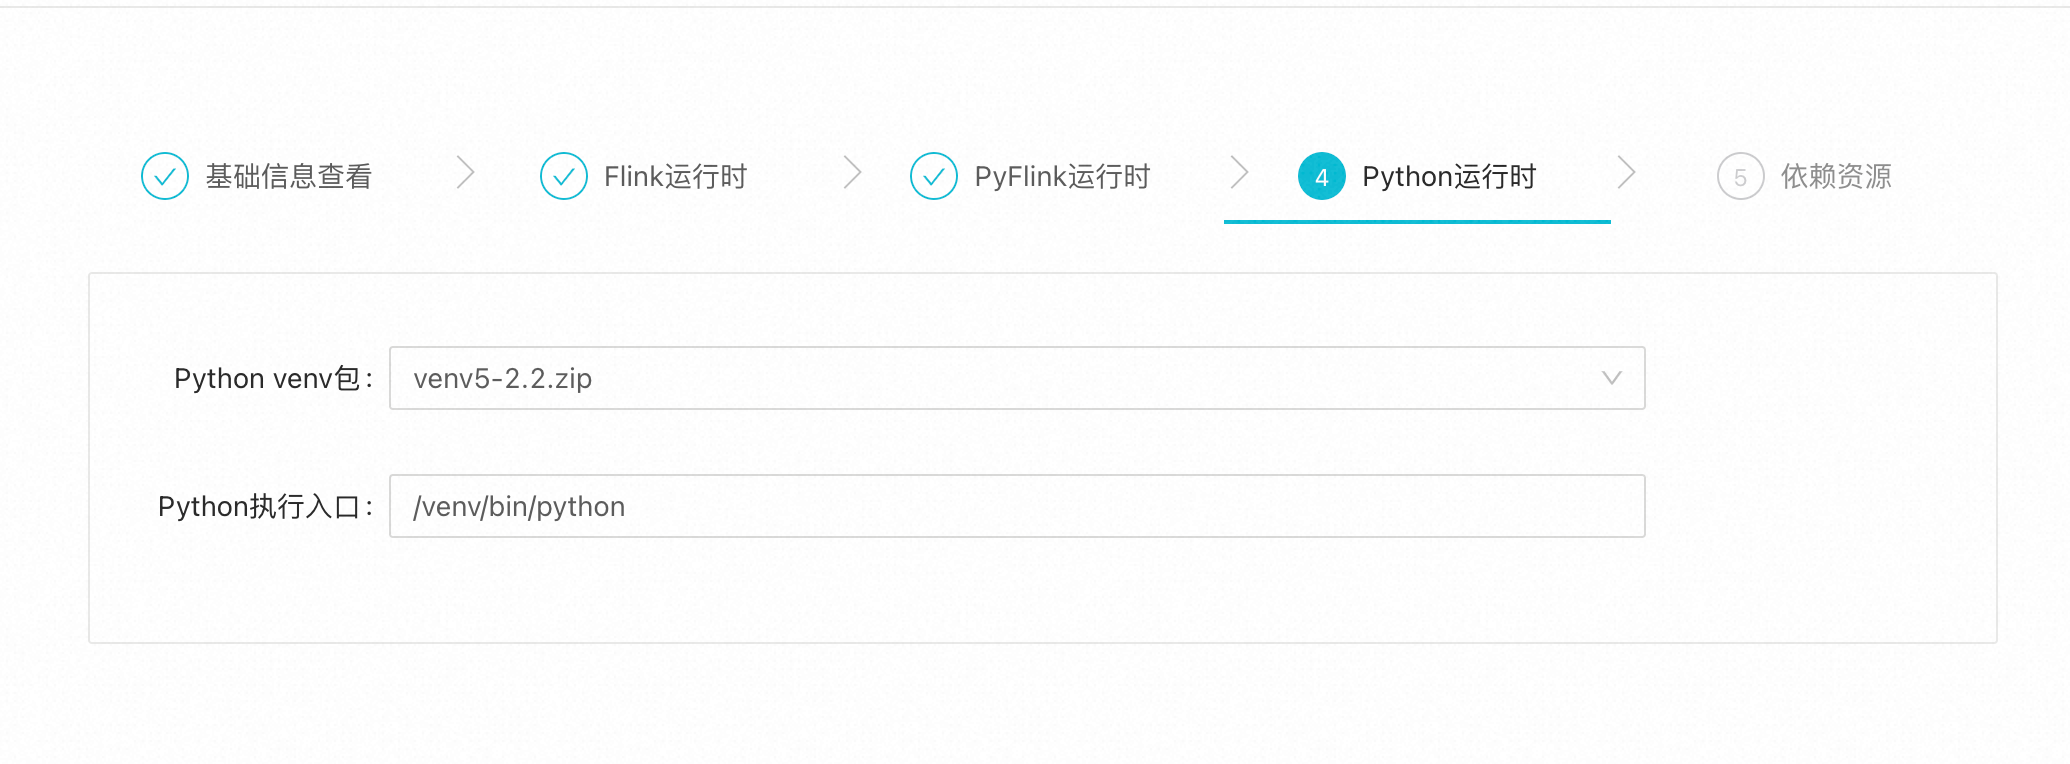 基础信息查看 Flink运行时 PyFlink运行时 4 Python运行时 5 依赖资源
Python venv包: venv5-2.2.zip
Python执行入口: /venv/bin/python